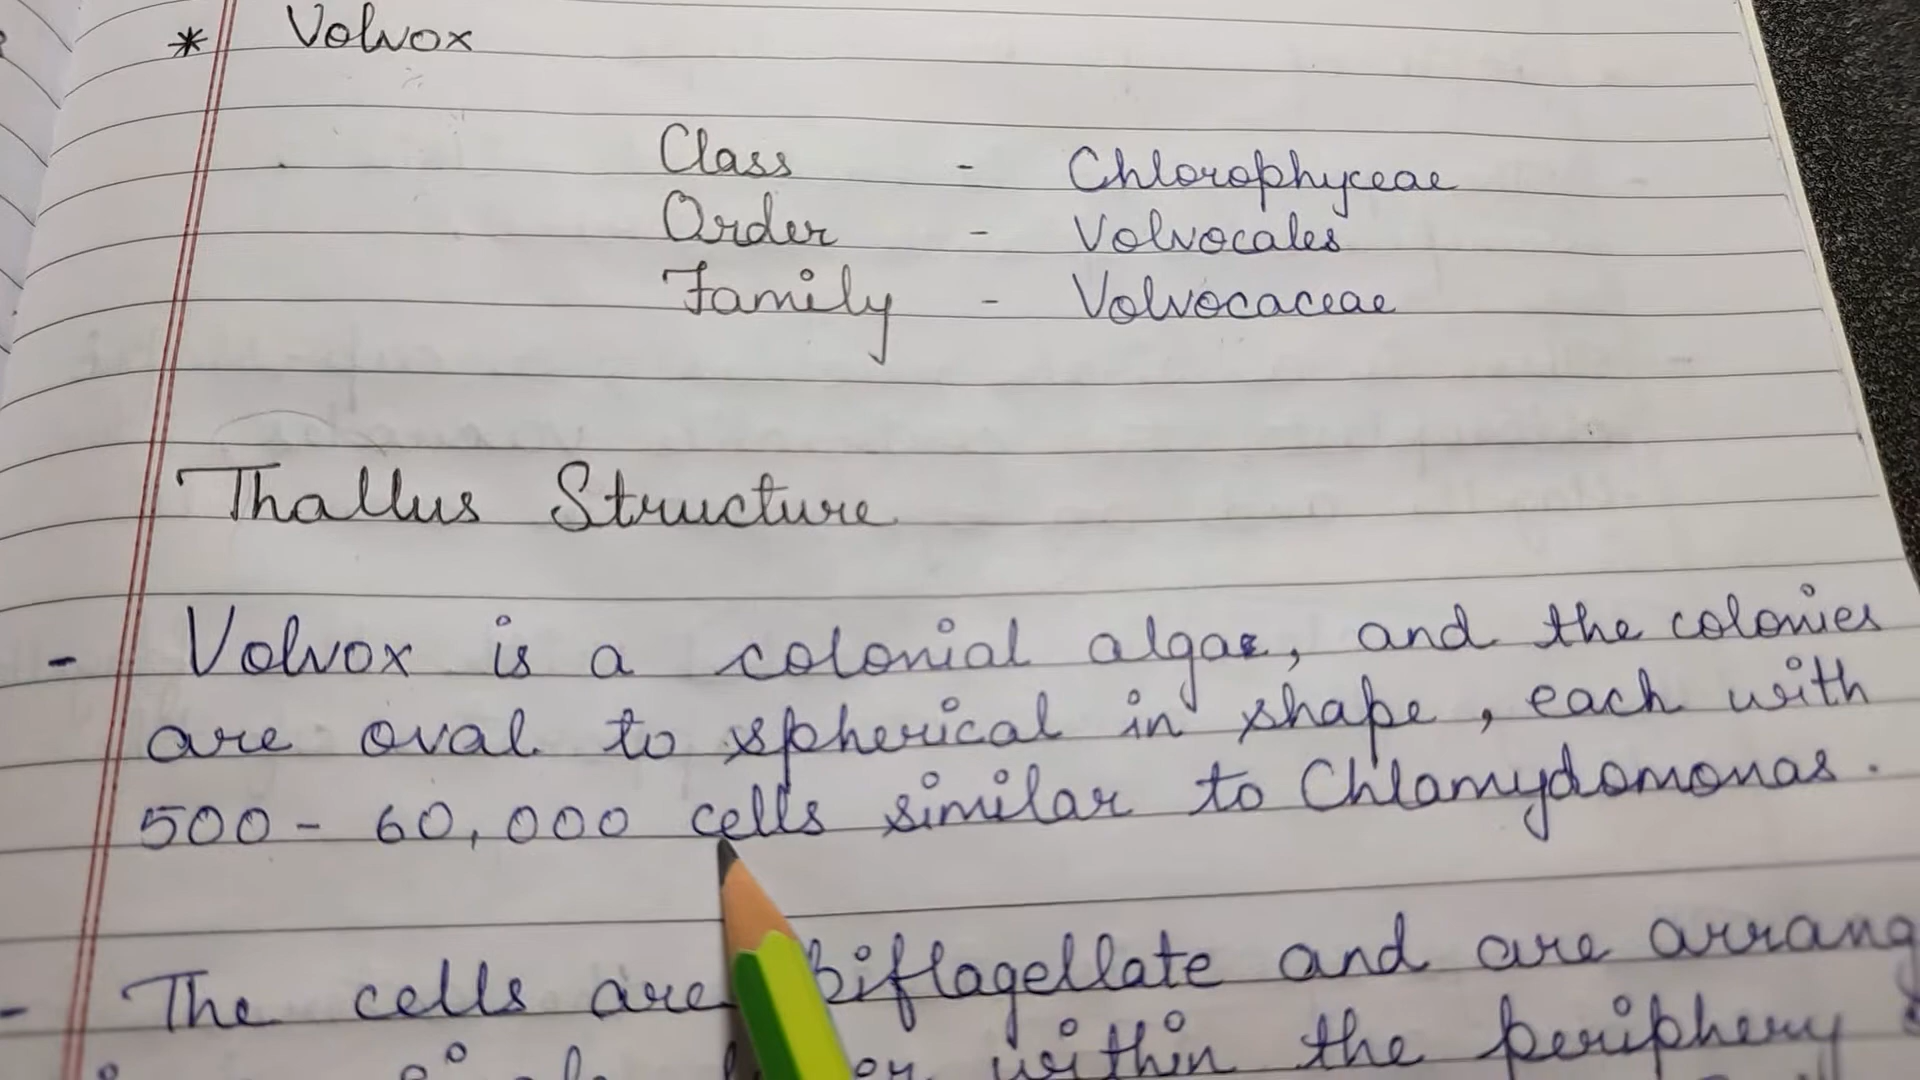 * Volvox
Class - Chlorophyceae
Order - Volvocales
Family - Volvocaceae
Thallus Structure
- Volvox is a colonial algae, and the colonies
are oval to spherical in shape, each with
500 - 60,000 cells similar to Chlamydomonas.
- The cells are biflagellate and are arrang
within the periphery